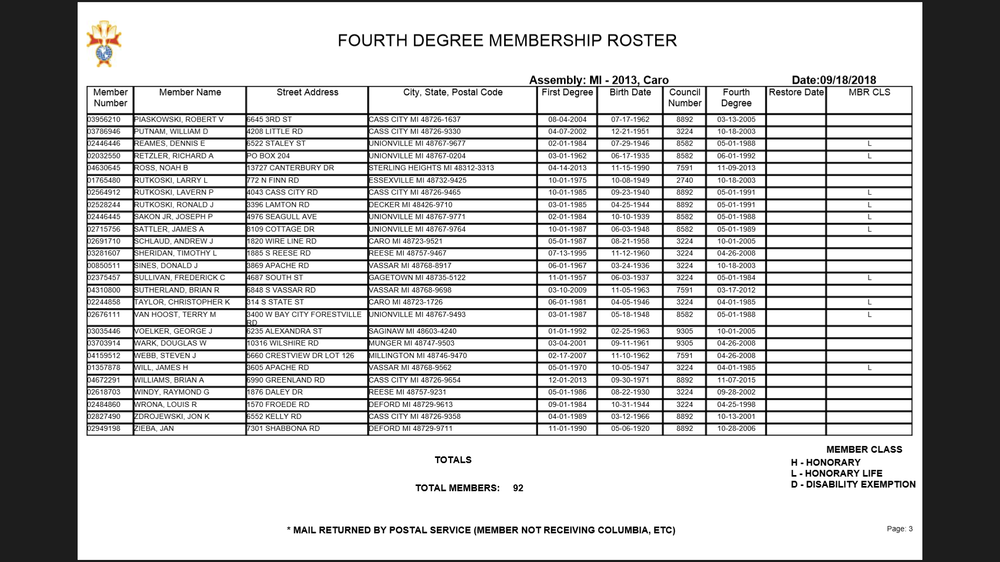 FOURTH DEGREE MEMBERSHIP ROSTER
Assembly: MI - 2013, Caro Date:09/18/2018
Member Number Member Name Street Address City, State, Postal Code First Degree Birth Date Council Number Fourth Degree Restore Date MBR CLS
03956210 PIASKOWSKI, ROBERT V 6645 3RD ST CASS CITY MI 48726-1637 08-04-2004 07-17-1962 8892 03-13-2005
03786946 PUTNAM, WILLIAM D 4208 LITTLE RD CASS CITY MI 48726-9330 04-07-2002 12-21-1951 3224 10-18-2003
02446446 REAMES, DENNIS E 6522 STALEY ST UNIONVILLE MI 48767-9677 02-01-1984 07-29-1946 8582 05-01-1988 L
02032550 RETZLER, RICHARD A PO BOX 204 UNIONVILLE MI 48767-0204 03-01-1962 06-17-1935 8582 06-01-1992 L
04630645 ROSS, NOAH B 13727 CANTERBURY DR STERLING HEIGHTS MI 48312-3313 04-14-2013 11-15-1990 7591 11-09-2013
01765480 RUTKOSKI, LARRY L 772 N FINN RD ESSEXVILLE MI 48732-9425 10-01-1975 10-08-1949 2740 10-18-2003
02564912 RUTKOSKI, LAVERN P 4043 CASS CITY RD CASS CITY MI 48726-9465 10-01-1985 09-23-1940 8892 05-01-1991 L
02528244 RUTKOSKI, RONALD J 3396 LAMTON RD DECKER MI 48426-9710 03-01-1985 04-25-1944 8892 05-01-1991 L
02446445 SAKON JR, JOSEPH P 4976 SEAGULL AVE UNIONVILLE MI 48767-9771 02-01-1984 10-10-1939 8582 05-01-1988 L
02715756 SATTLER, JAMES A 8109 COTTAGE DR UNIONVILLE MI 48767-9764 10-01-1987 06-03-1948 8582 05-01-1989 L
02691710 SCHLAUD, ANDREW J 1820 WIRE LINE RD CARO MI 48723-9521 05-01-1987 08-21-1958 3224 10-01-2005
03281607 SHERIDAN, TIMOTHY L 1885 S REESE RD REESE MI 48757-9467 07-13-1995 11-12-1960 3224 04-26-2008
00850511 SINES, DONALD J 3869 APACHE RD VASSAR MI 48768-8917 06-01-1967 03-24-1936 3224 10-18-2003
02375457 SULLIVAN, FREDERICK C 4687 SOUTH ST GAGETOWN MI 48735-5122 11-01-1957 06-03-1937 3224 05-01-1984 L
04310800 SUTHERLAND, BRIAN R 6848 S VASSAR RD VASSAR MI 48768-9698 03-10-2009 11-05-1963 7591 03-17-2012
02244858 TAYLOR, CHRISTOPHER K 314 S STATE ST CARO MI 48723-1726 06-01-1981 04-05-1946 3224 04-01-1985 L
02676111 VAN HOOST, TERRY M 3400 W BAY CITY FORESTVILLE RD UNIONVILLE MI 48767-9493 03-01-1987 05-18-1948 8582 05-01-1988 L
03035446 VOELKER, GEORGE J 6235 ALEXANDRA ST SAGINAW MI 48603-4240 01-01-1992 02-25-1963 9305 10-01-2005
03703914 WARK, DOUGLAS W 10316 WILSHIRE RD MUNGER MI 48747-9503 03-04-2001 09-11-1961 9305 04-26-2008
04159512 WEBB, STEVEN J 5660 CRESTVIEW DR LOT 126 MILLINGTON MI 48746-9470 02-17-2007 11-10-1962 7591 04-26-2008
01357878 WILL, JAMES H 3605 APACHE RD VASSAR MI 48768-9562 05-01-1970 10-05-1947 3224 04-01-1985 L
04672291 WILLIAMS, BRIAN A 6990 GREENLAND RD CASS CITY MI 48726-9654 12-01-2013 09-30-1971 8892 11-07-2015
02618703 WINDY, RAYMOND G 1876 DALEY DR REESE MI 48757-9231 05-01-1986 08-22-1930 3224 09-28-2002
02484860 WRONA, LOUIS R 1570 FROEDE RD DEFORD MI 48729-9613 09-01-1984 10-31-1944 3224 04-25-1998
02827490 ZDROJEWSKI, JON K 6552 KELLY RD CASS CITY MI 48726-9358 04-01-1989 03-12-1966 8892 10-13-2001
02949198 ZIEBA, JAN 7301 SHABBONA RD DEFORD MI 48729-9711 11-01-1990 05-06-1920 8892 10-28-2006
TOTALS
TOTAL MEMBERS: 92
MEMBER CLASS
H - HONORARY
L - HONORARY LIFE
D - DISABILITY EXEMPTION
* MAIL RETURNED BY POSTAL SERVICE (MEMBER NOT RECEIVING COLUMBIA, ETC)
Page: 3